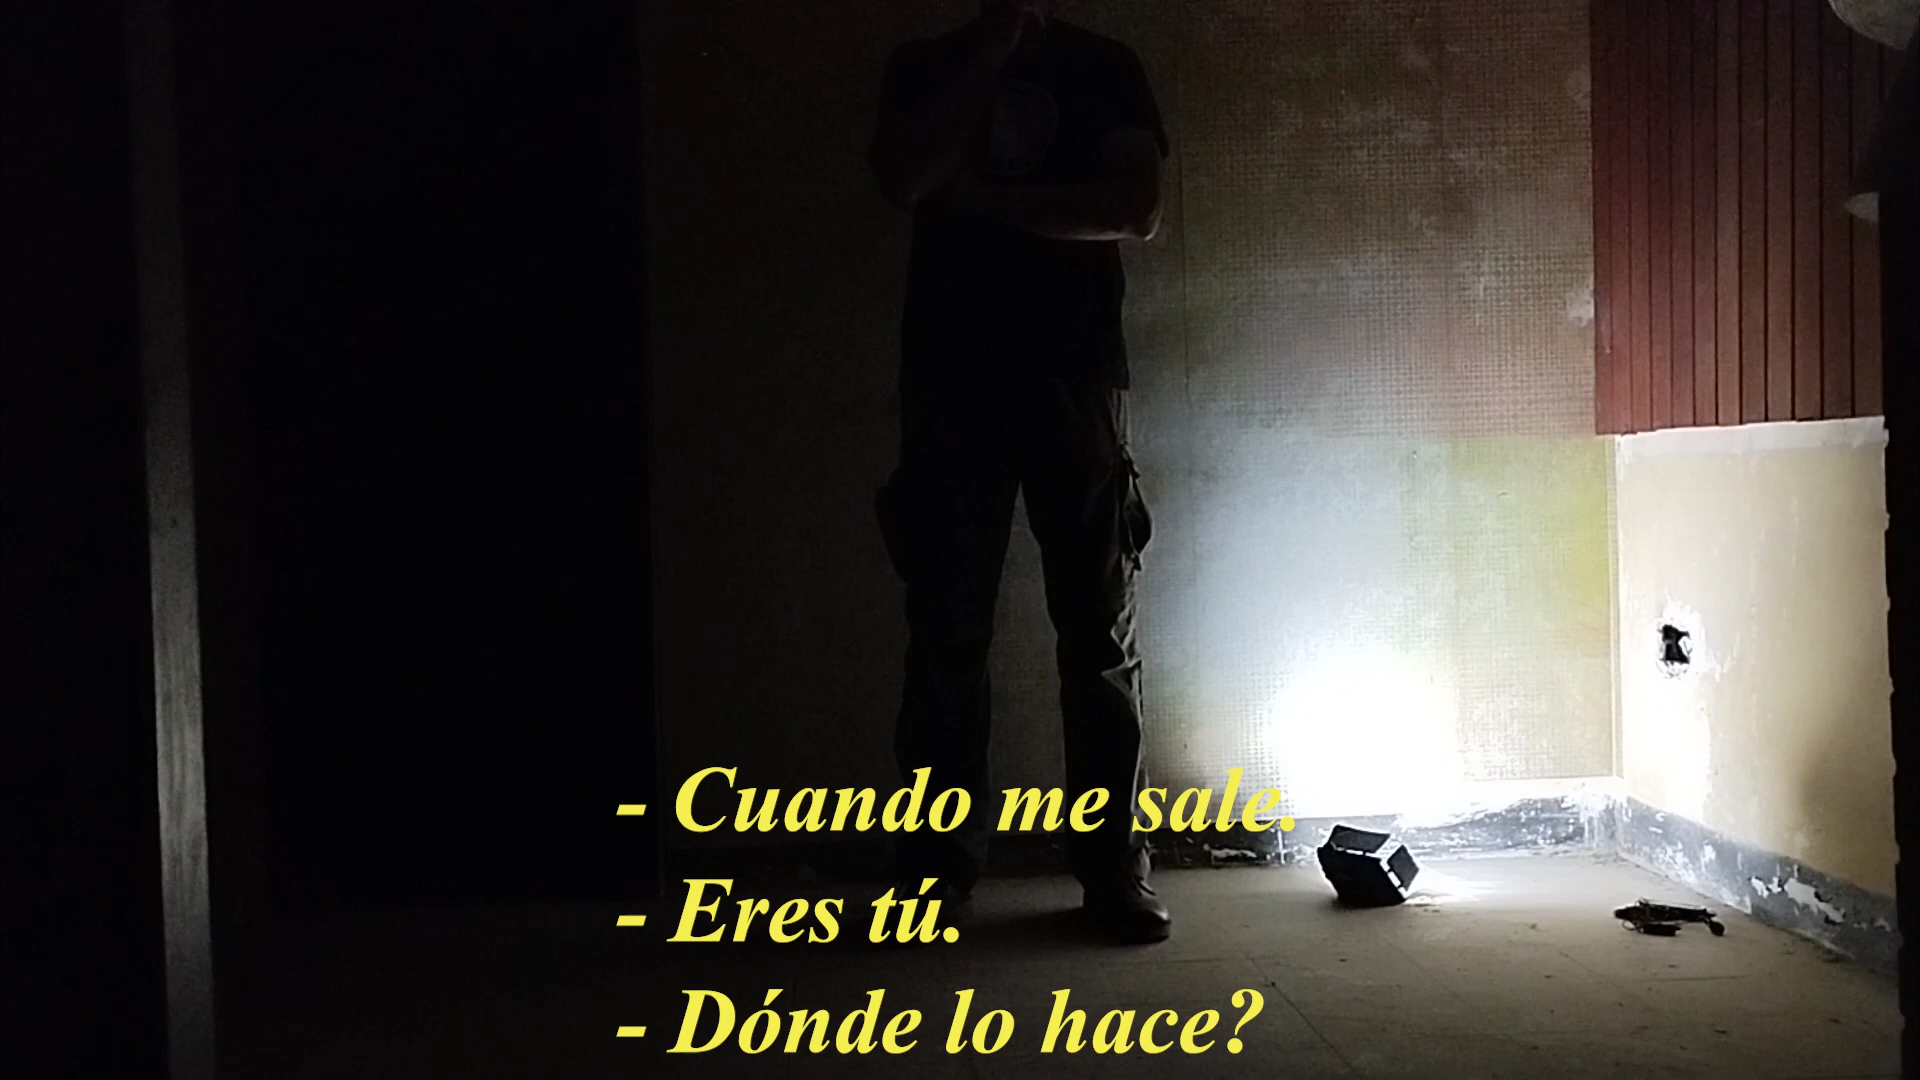 - Cuando me sale.
- Eres tú.
- Dónde lo hace?